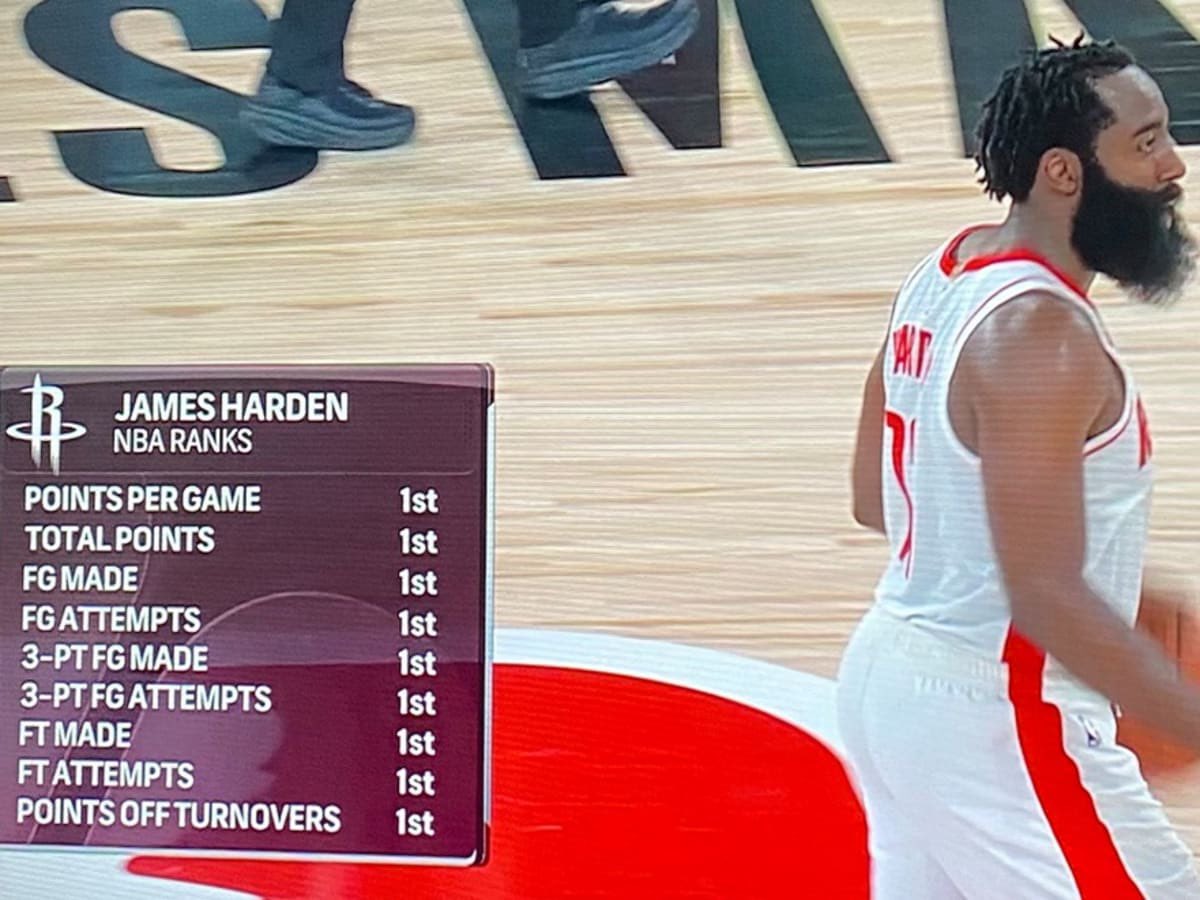 JAMES HARDEN
NBA RANKS
POINTS PER GAME 1st
TOTAL POINTS 1st
FG MADE 1st
FG ATTEMPTS 1st
3-PT FG MADE 1st
3-PT FG ATTEMPTS 1st
FT MADE 1st
FT ATTEMPTS 1st
POINTS OFF TURNOVERS 1st